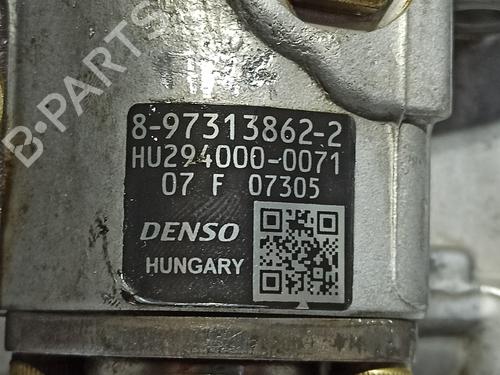 B-PARTS
8-97313862-2
HU294000-0071
07 F 07305
DENSO
HUNGARY